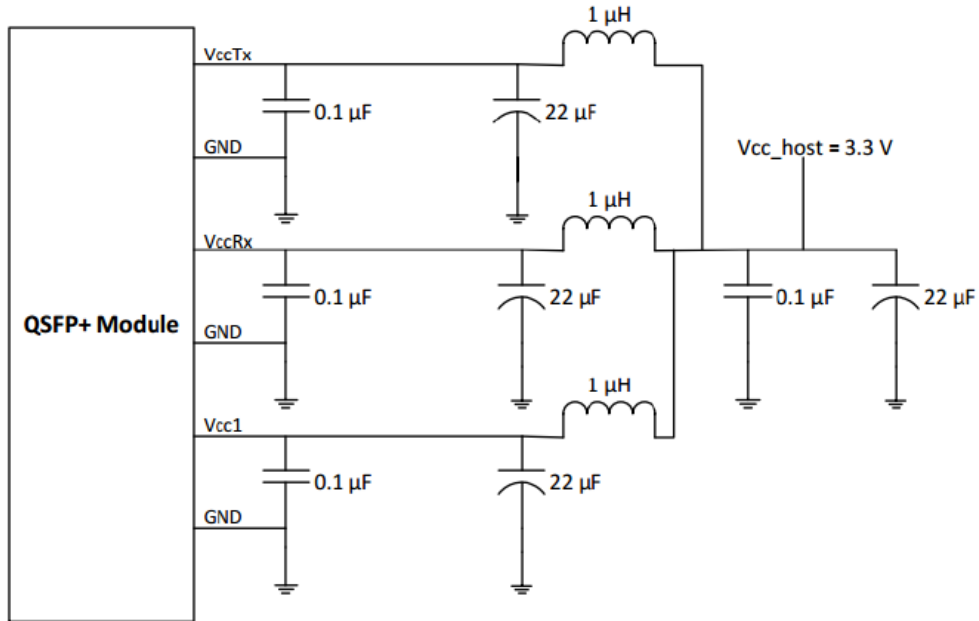 1 µH
VccTx
0.1 µF
22 µF
GND
Vcc_host = 3.3 V
1 µH
VccRx
0.1 µF
22 µF
0.1 µF
22 µF
QSFP+ Module
GND
1 µH
Vcc1
0.1 µF
22 µF
GND